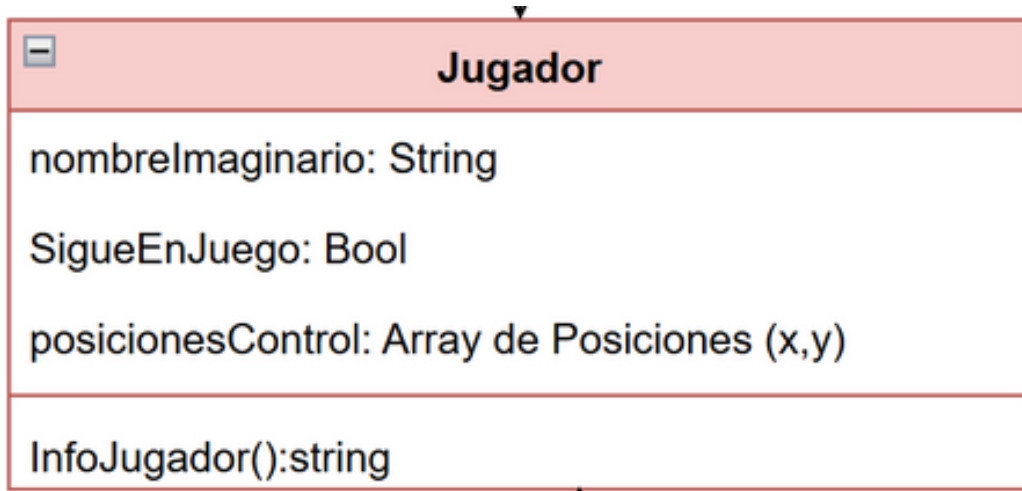 Jugador
nombreImaginario: String
SigueEnJuego: Bool
posicionesControl: Array de Posiciones (x,y)
InfoJugador():string